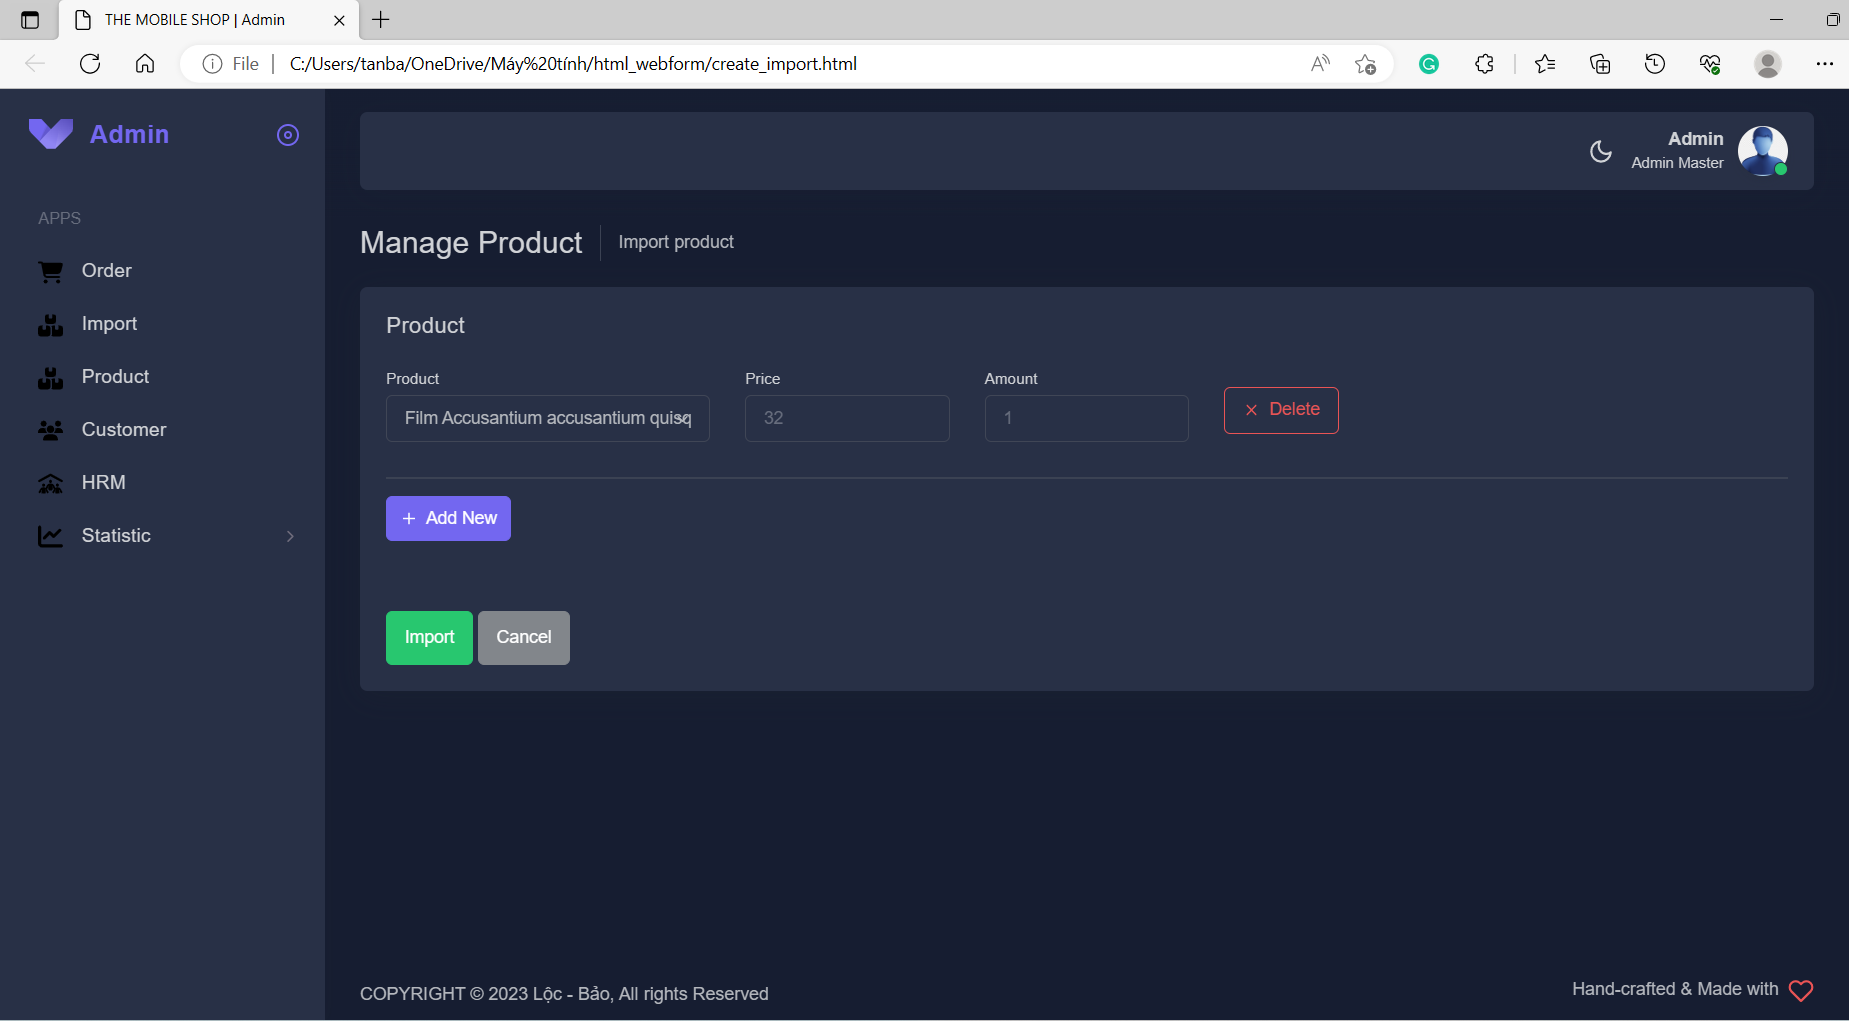 THE MOBILE SHOP | Admin
File
C:/Users/tanba/OneDrive/Máy%20tính/html_webform/create_import.html
Admin
Admin
Admin Master
APPS
Order
Import
Product
Customer
HRM
Statistic
Manage Product
Import product
Product
Product
Price
Amount
Film Accusantium accusantium quisq
32
1
Delete
Add New
Import
Cancel
COPYRIGHT © 2023 Lộc - Bảo, All rights Reserved
Hand-crafted & Made with